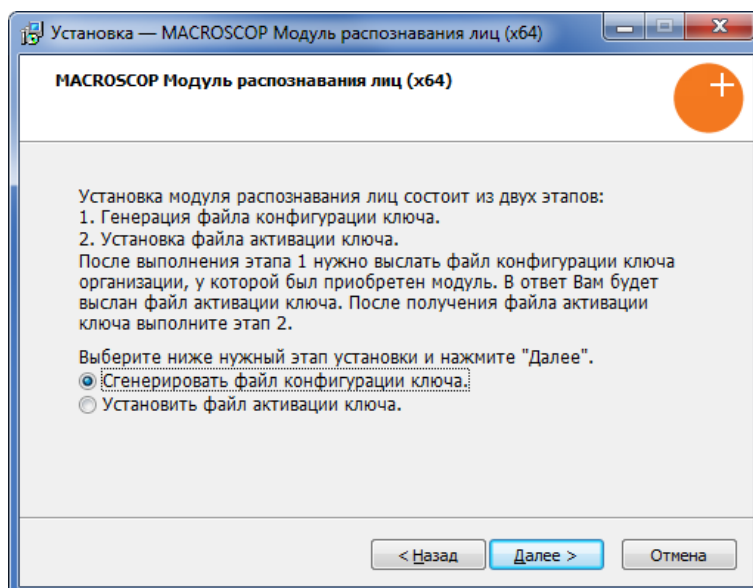 Установка — MACROSCOP Модуль распознавания лиц (x64)
MACROSCOP Модуль распознавания лиц (x64)
Установка модуля распознавания лиц состоит из двух этапов:
1. Генерация файла конфигурации ключа.
2. Установка файла активации ключа.
После выполнения этапа 1 нужно выслать файл конфигурации ключа
организации, у которой был приобретен модуль. В ответ Вам будет
выслан файл активации ключа. После получения файла активации
ключа выполните этап 2.
Выберите ниже нужный этап установки и нажмите "Далее".
Сгенерировать файл конфигурации ключа.
Установить файл активации ключа.
< Назад
Далее >
Отмена